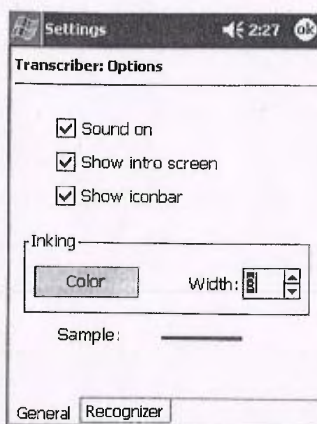 Settings 2:27 ok
Transcriber: Options
Sound on
Show intro screen
Show iconbar
Inking
Color Width:
Sample:
General Recognizer